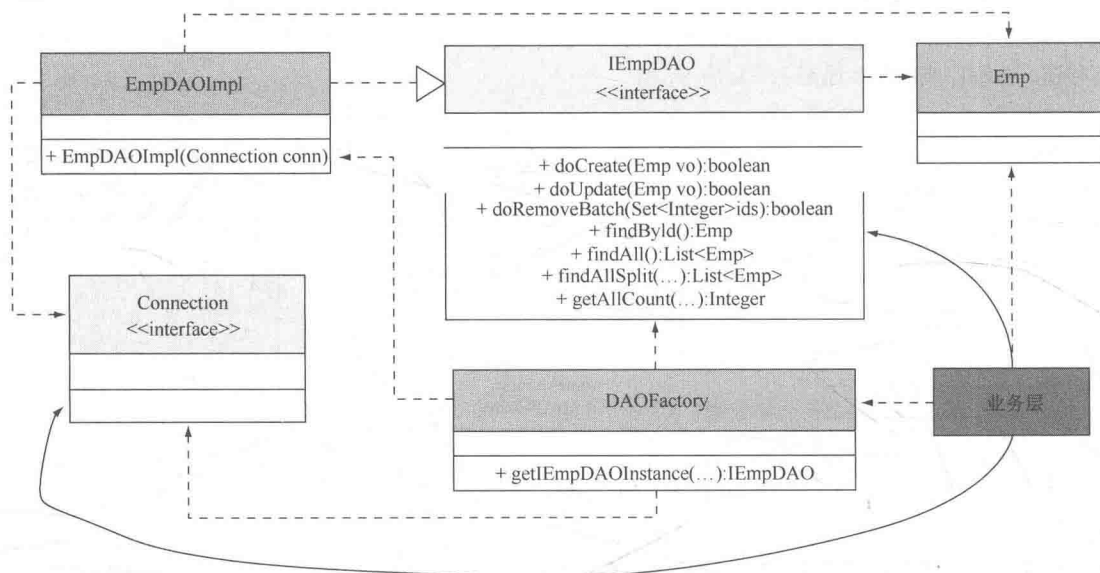 EmpDAOImpl
+ EmpDAOImpl(Connection conn)
IEmpDAO
<<interface>>
+ doCreate(Emp vo):boolean
+ doUpdate(Emp vo):boolean
+ doRemoveBatch(Set<Integer>ids):boolean
+ findById():Emp
+ findAll():List<Emp>
+ findAllSplit(…):List<Emp>
+ getAllCount(…):Integer
Emp
Connection
<<interface>>
DAOFactory
+ getIEmpDAOInstance(…):IEmpDAO
业务层